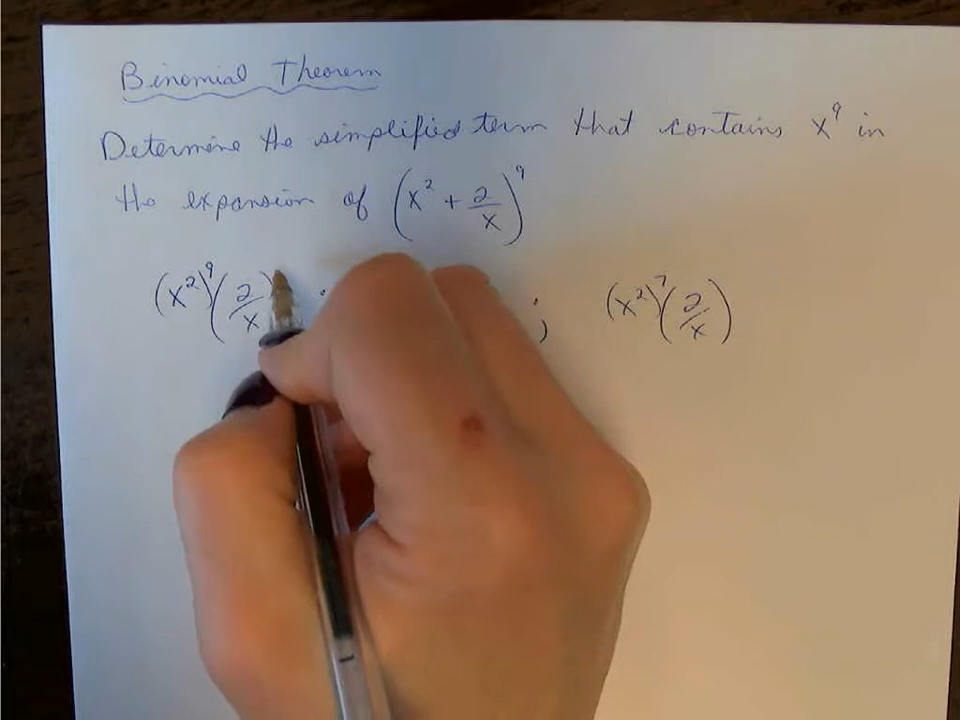 Binomial Theorem
Determine the simplified term that contains x⁹ in
the expansion of (x² + 2/x)⁹
(x²)⁹(2/x) ; (x²)⁷(2/x)